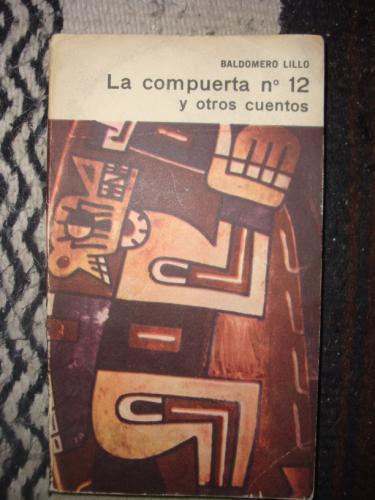 BALDOMERO LILLO
La compuerta nº 12
y otros cuentos